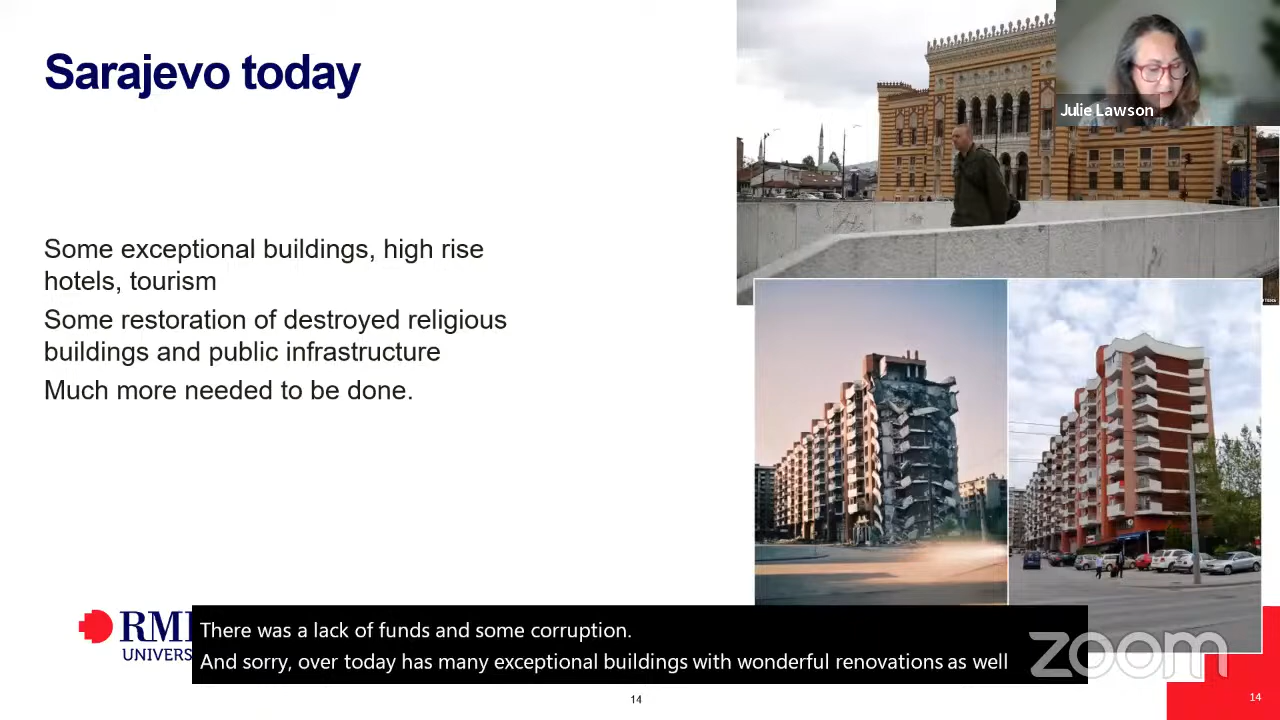 Sarajevo today
Julie Lawson
Some exceptional buildings, high rise
hotels, tourism
Some restoration of destroyed religious
buildings and public infrastructure
Much more needed to be done.
RMI
UNIVERS
There was a lack of funds and some corruption.
And sorry, over today has many exceptional buildings with wonderful renovations as well
zoom
14
14